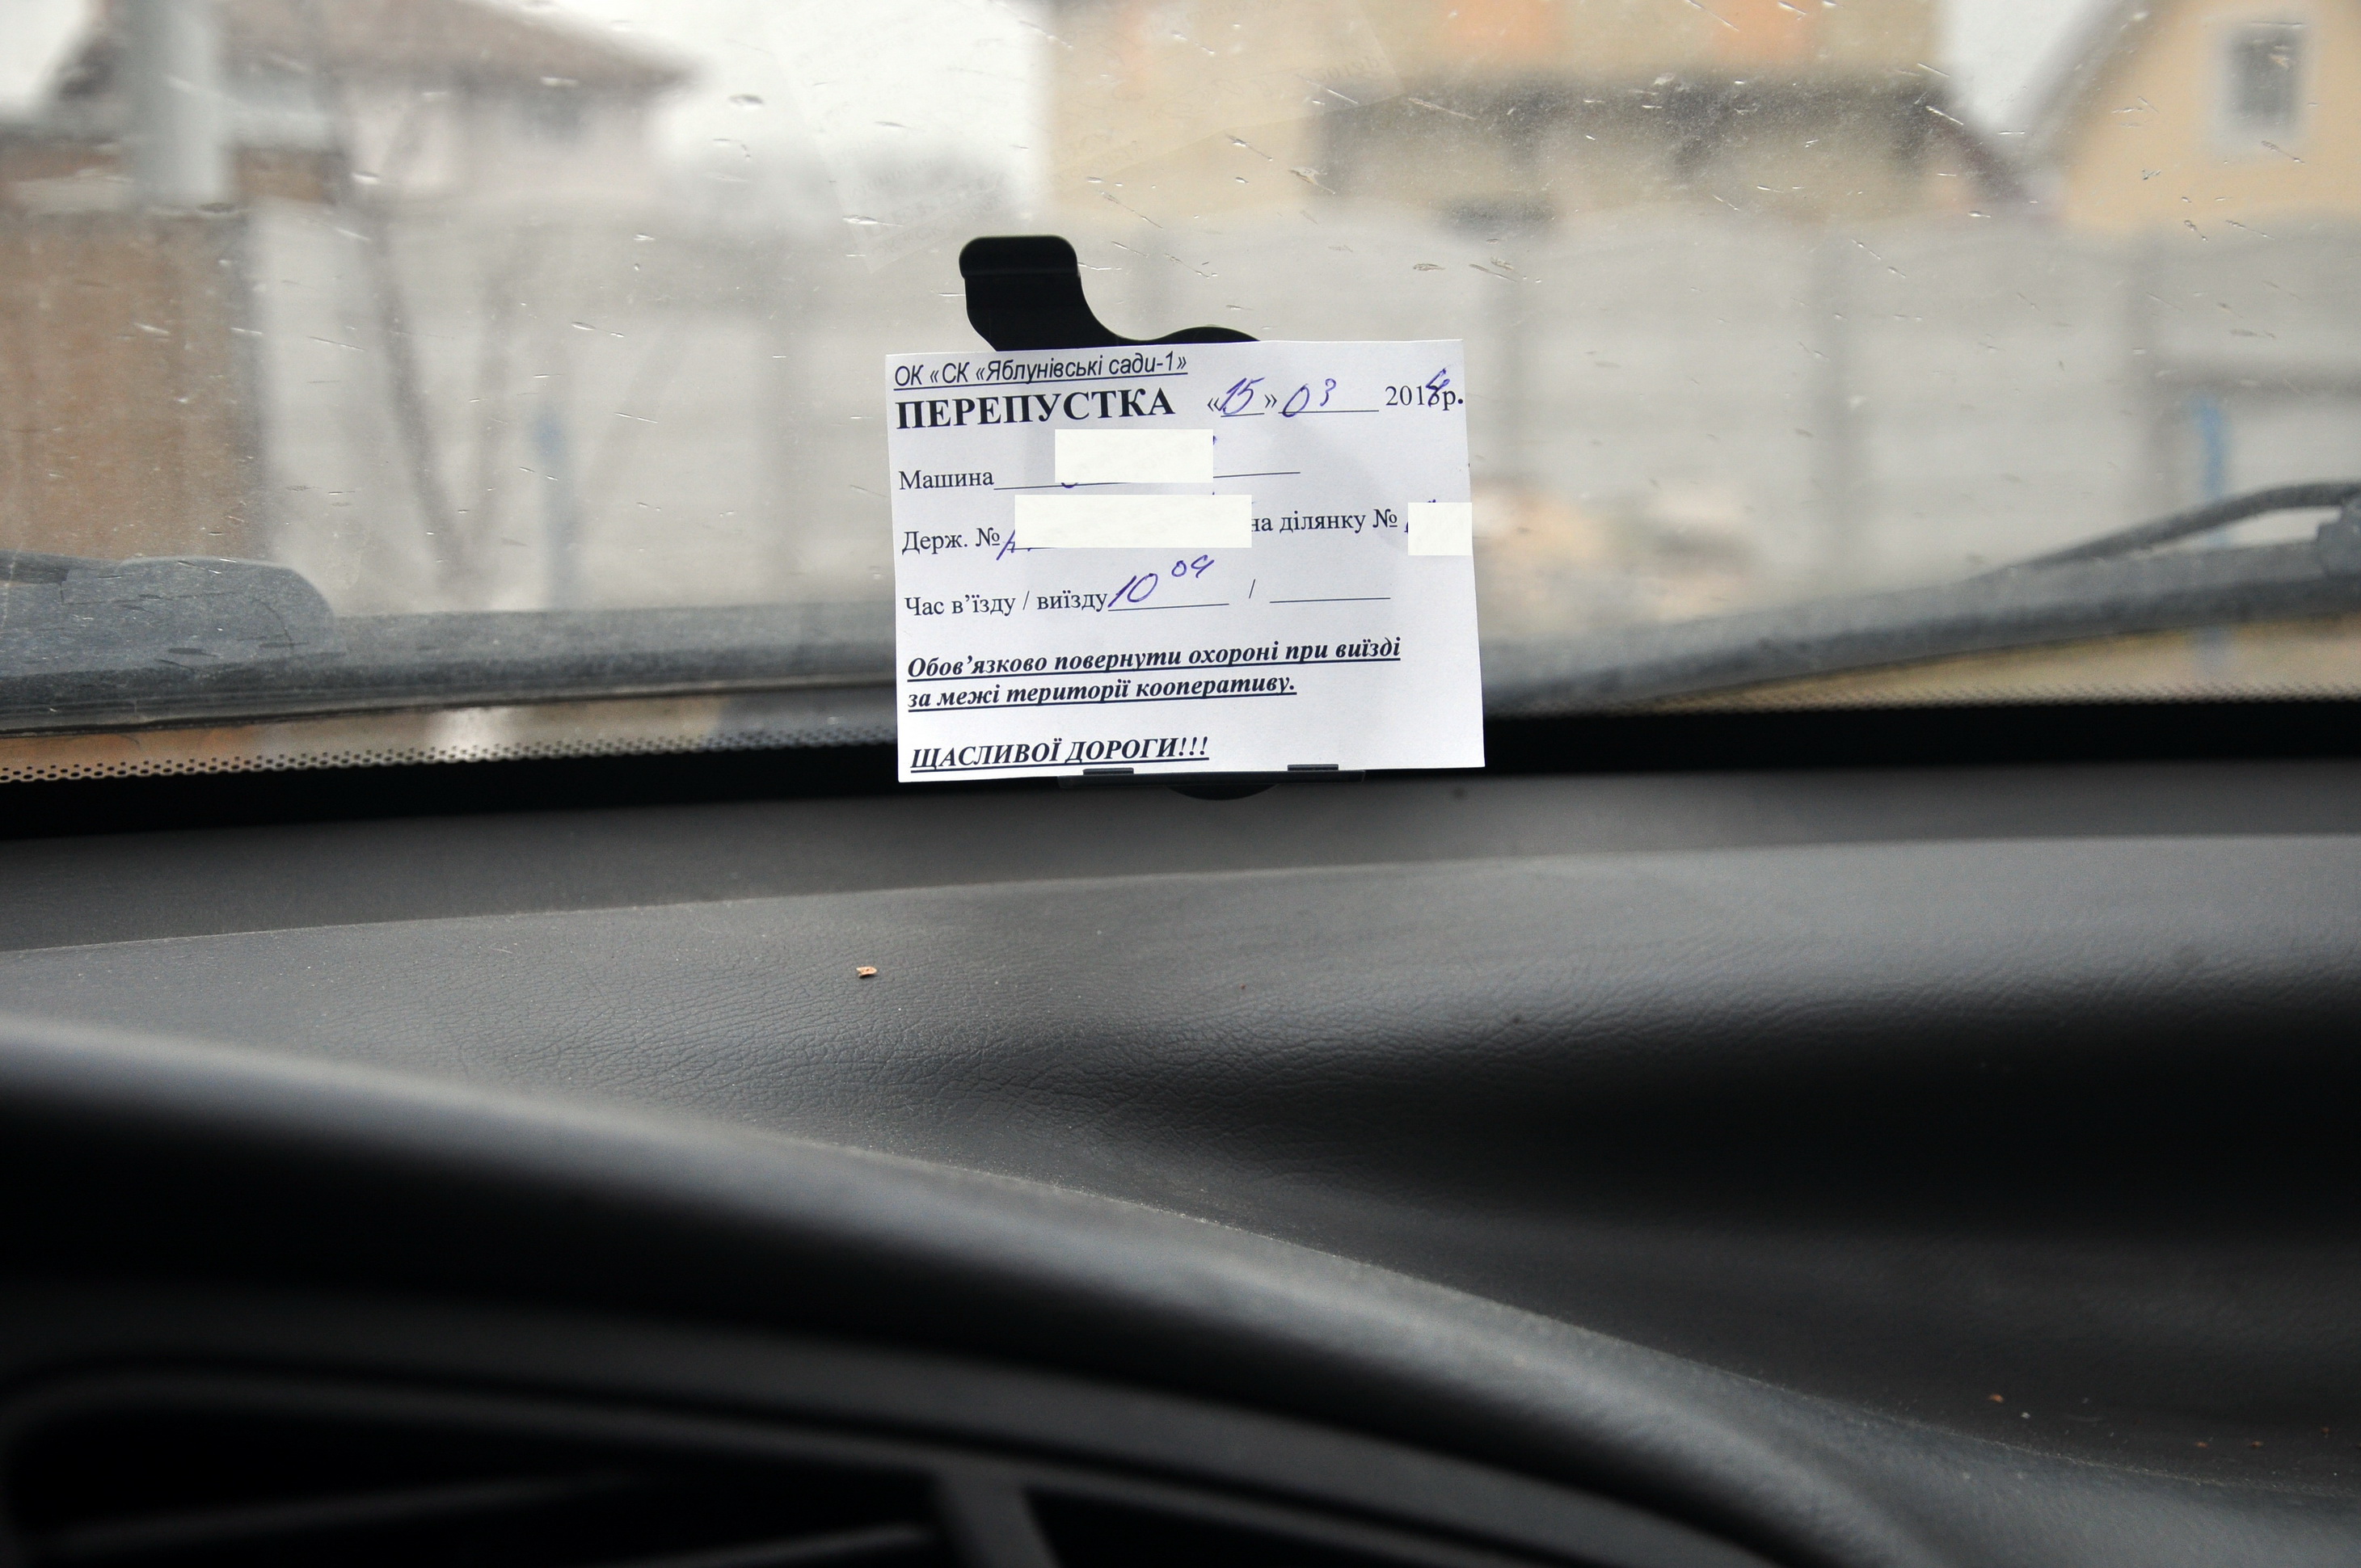 ОК «СК «Яблунівські сади-1»
ПЕРЕПУСТКА «15» 03 2014р.
Машина
Держ. № на ділянку №
Час в’їзду / виїзду 10 04 /
Обов’язково повернути охороні при виїзді
за межі території кооперативу.
ЩАСЛИВОЇ ДОРОГИ!!!